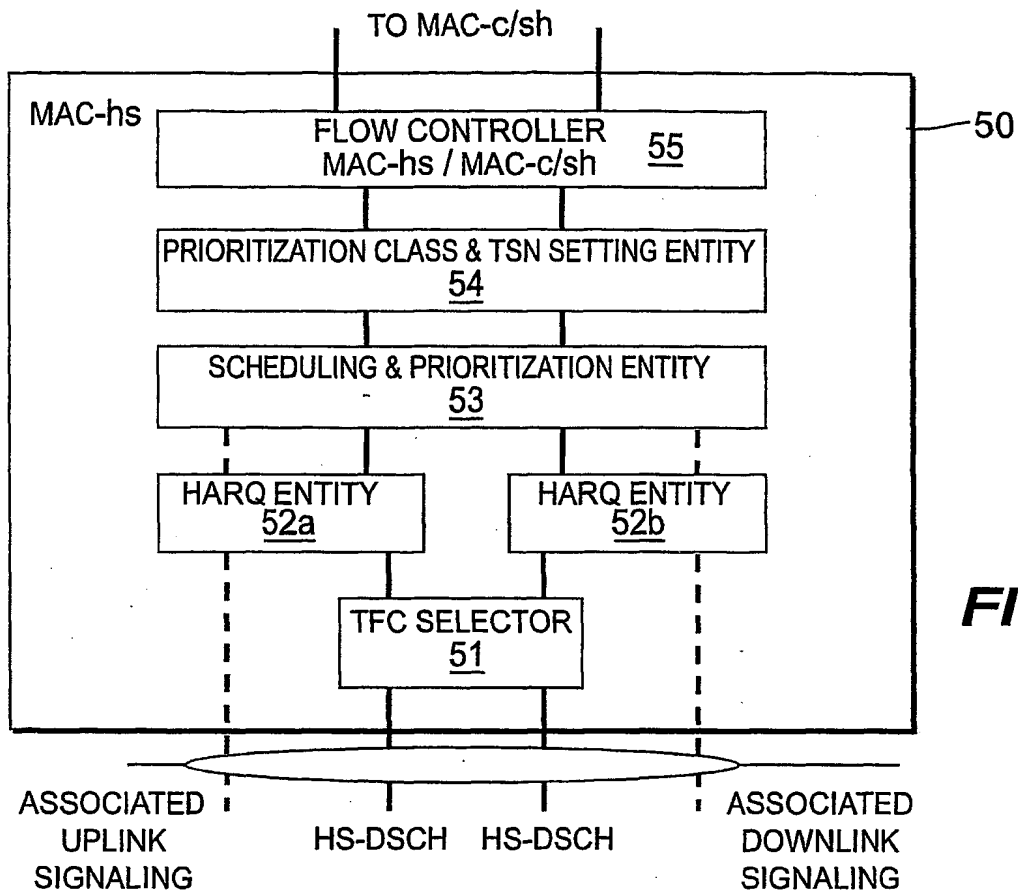 TO MAC-c/sh
MAC-hs
50
FLOW CONTROLLER
MAC-hs / MAC-c/sh 55
PRIORITIZATION CLASS & TSN SETTING ENTITY
54
SCHEDULING & PRIORITIZATION ENTITY
53
HARQ ENTITY
52a
HARQ ENTITY
52b
TFC SELECTOR
51
FI
ASSOCIATED
UPLINK
SIGNALING
HS-DSCH
HS-DSCH
ASSOCIATED
DOWNLINK
SIGNALING